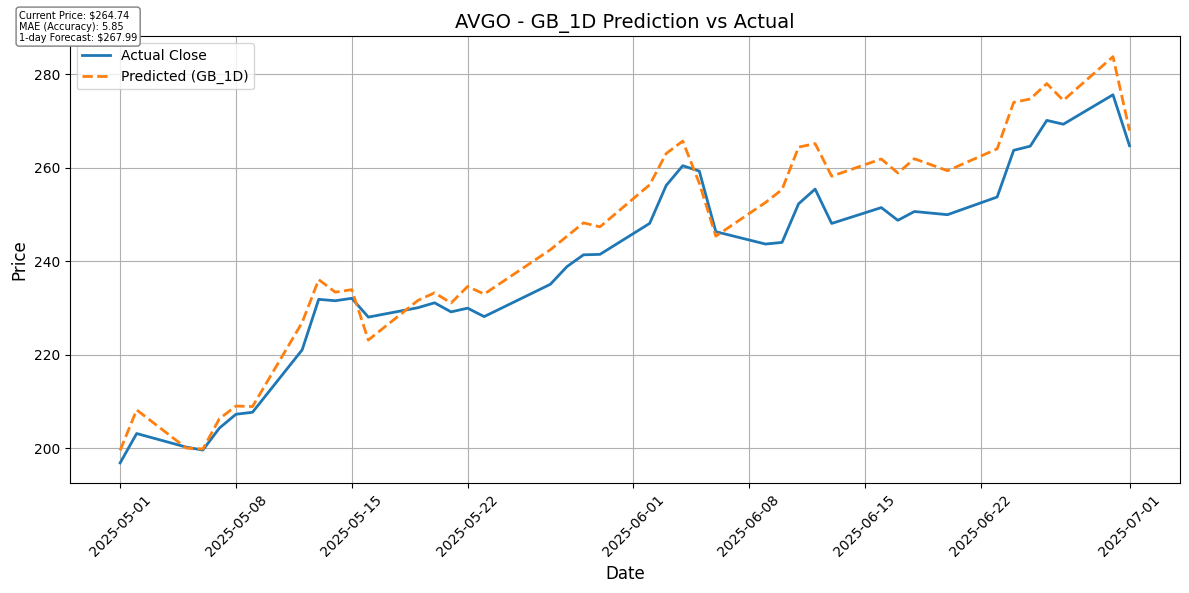 Current Price: $264.74
MAE (Accuracy): 5.85
1-day Forecast: $267.99
AVGO - GB_1D Prediction vs Actual
Actual Close
Predicted (GB_1D)
Price
280
260
240
220
200
2025-05-01
2025-05-08
2025-05-15
2025-05-22
2025-06-01
2025-06-08
2025-06-15
2025-06-22
2025-07-01
Date